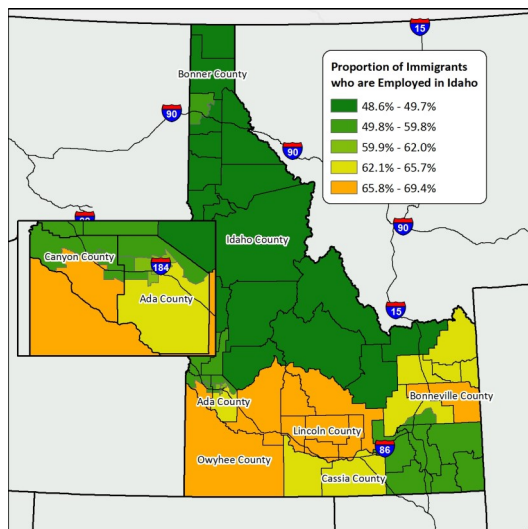 15
Proportion of Immigrants
who are Employed in Idaho
48.6% - 49.7%
49.8% - 59.8%
59.9% - 62.0%
62.1% - 65.7%
65.8% - 69.4%
Bonner County
90
90
90
Idaho County
Canyon County
184
Ada County
15
Ada County
Bonneville County
Lincoln County
86
Owyhee County
Cassia County